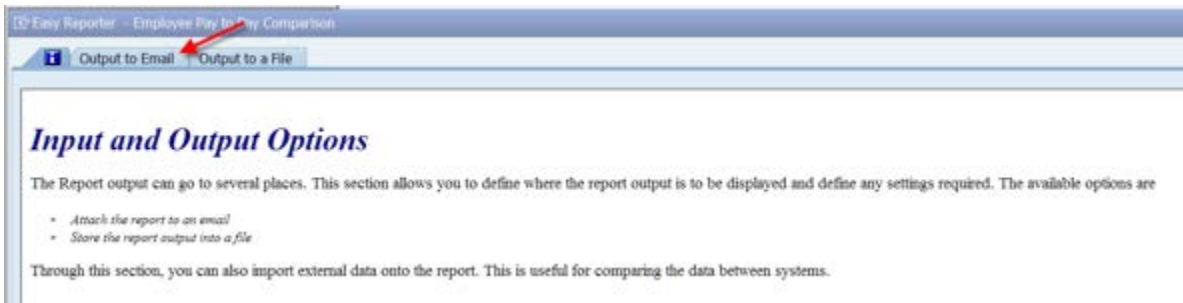 Easy Reporter - Employee Pay to Pay Comparison
Output to Email Output to a File
Input and Output Options
The Report output can go to several places. This section allows you to define where the report output is to be displayed and define any settings required. The available options are
Attach the report to an email
Store the report output into a file
Through this section, you can also import external data onto the report. This is useful for comparing the data between systems.